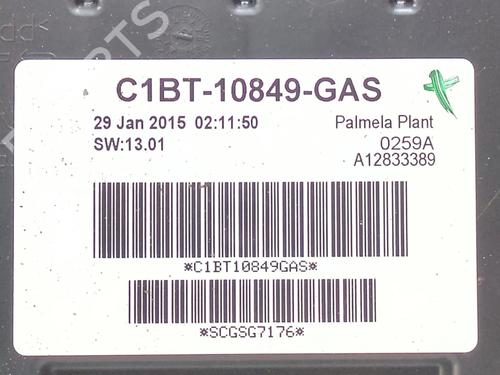 C1BT-10849-GAS
29 Jan 2015 02:11:50 Palmela Plant
SW:13.01 0259A
A12833389
*C1BT10849GAS*
*SCGSG7176*